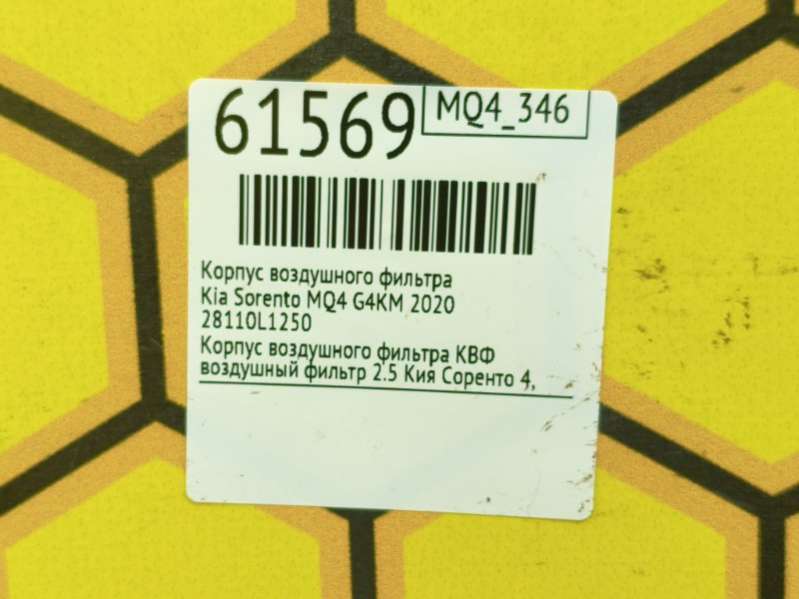 61569
MQ4_346
Корпус воздушного фильтра
Kia Sorento MQ4 G4KM 2020
28110L1250
Корпус воздушного фильтра КВФ
воздушный фильтр 2.5 Кия Соренто 4,